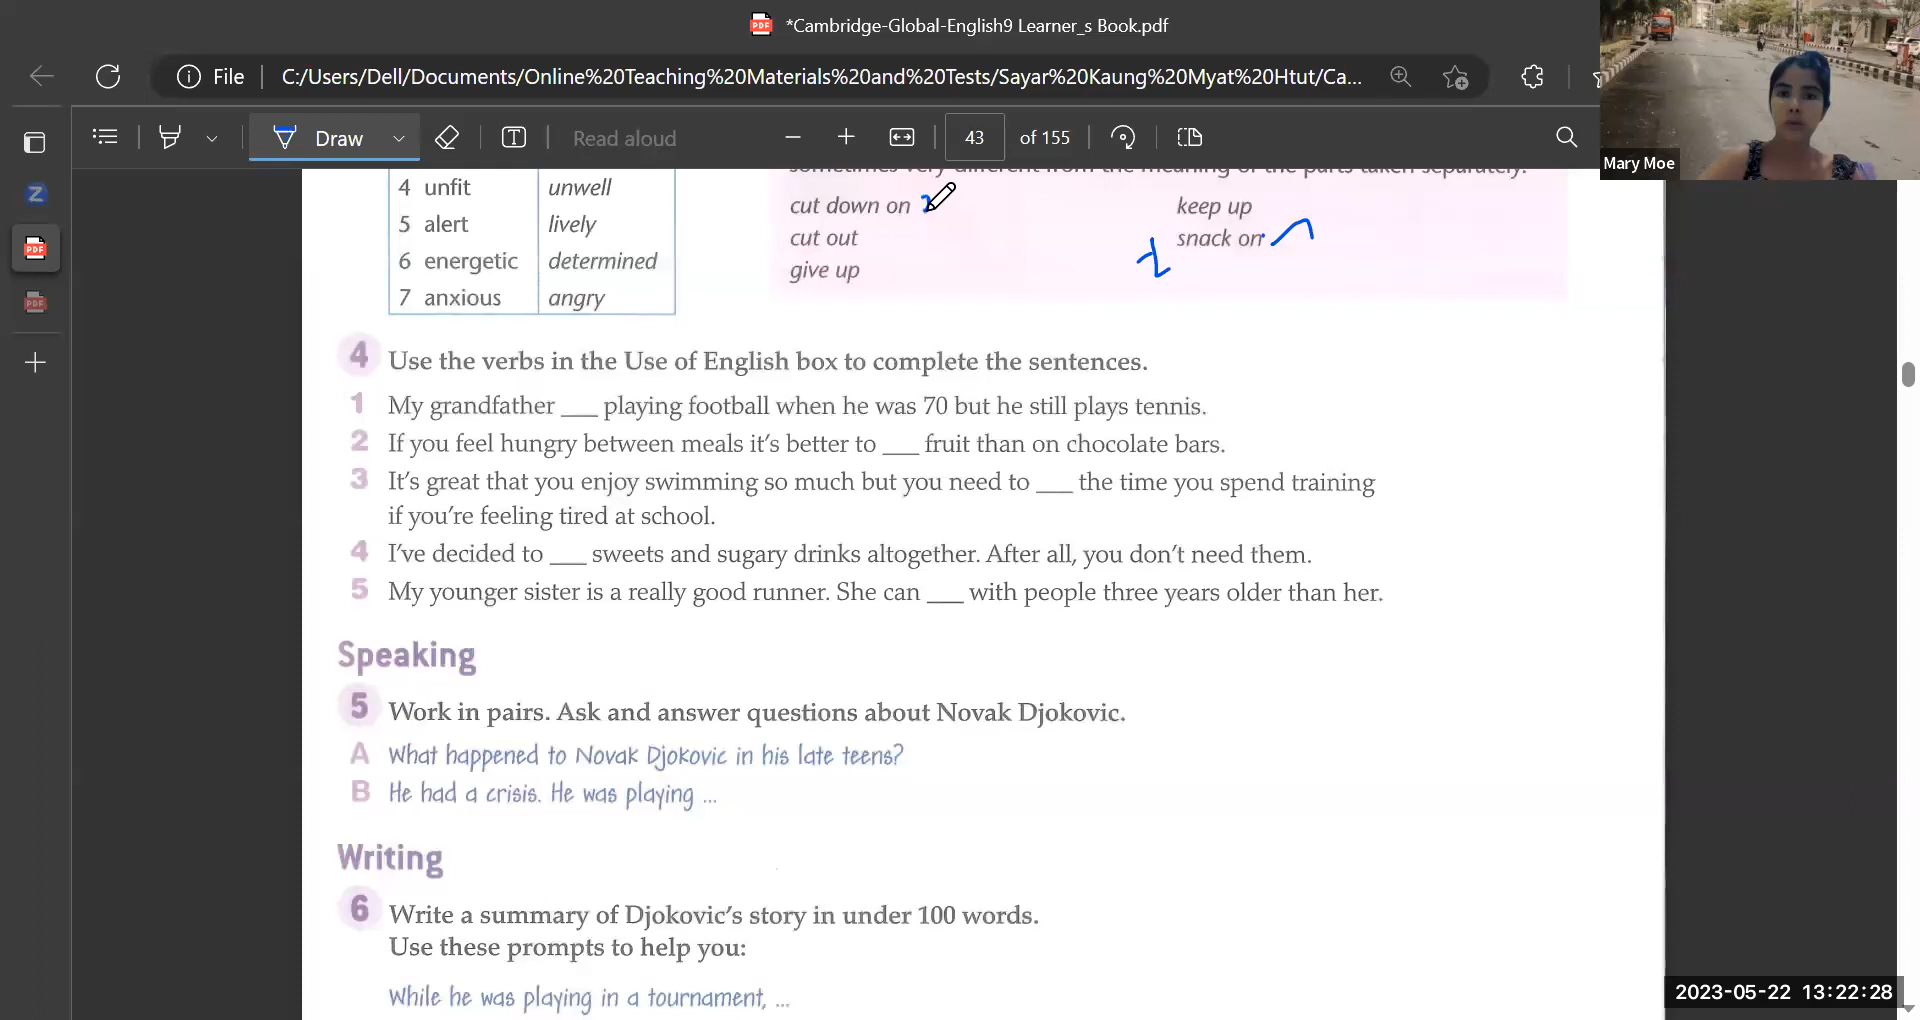 *Cambridge-Global-English9 Learner_s Book.pdf
File
C:/Users/Dell/Documents/Online%20Teaching%20Materials%20and%20Tests/Sayar%20Kaung%20Myat%20Htut/Ca...
Draw
Read aloud
43 of 155
Mary Moe
sometimes very different from the meaning of the parts taken separately.
4 unfit unwell
5 alert lively
6 energetic determined
7 anxious angry
cut down on
cut out
give up
keep up
snack on
4 Use the verbs in the Use of English box to complete the sentences.
1 My grandfather ___ playing football when he was 70 but he still plays tennis.
2 If you feel hungry between meals it's better to ___ fruit than on chocolate bars.
3 It's great that you enjoy swimming so much but you need to ___ the time you spend training
if you're feeling tired at school.
4 I've decided to ___ sweets and sugary drinks altogether. After all, you don't need them.
5 My younger sister is a really good runner. She can ___ with people three years older than her.
Speaking
5 Work in pairs. Ask and answer questions about Novak Djokovic.
A What happened to Novak Djokovic in his late teens?
B He had a crisis. He was playing ...
Writing
6 Write a summary of Djokovic's story in under 100 words.
Use these prompts to help you:
While he was playing in a tournament, ...
2023-05-22 13:22:28